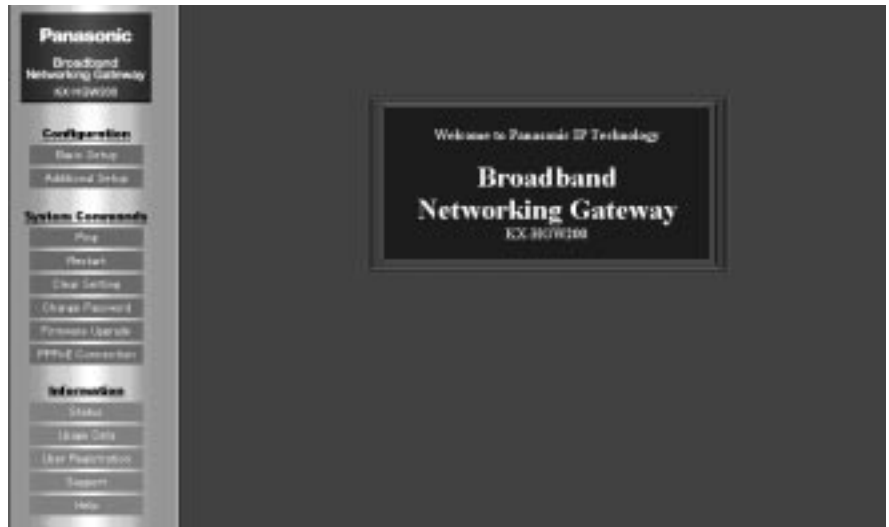 Panasonic
Broadband
Networking Gateway
KX-HGW200
Configuration
Basic Setup
Additional Setup
System Commands
Ping
Restart
Clear Setting
Change Password
Firmware Upgrade
PPPoE Connection
Information
Status
Usage Data
User Registration
Support
Help
Welcome to Panasonic IP Technology
Broadband
Networking Gateway
KX-HGW200